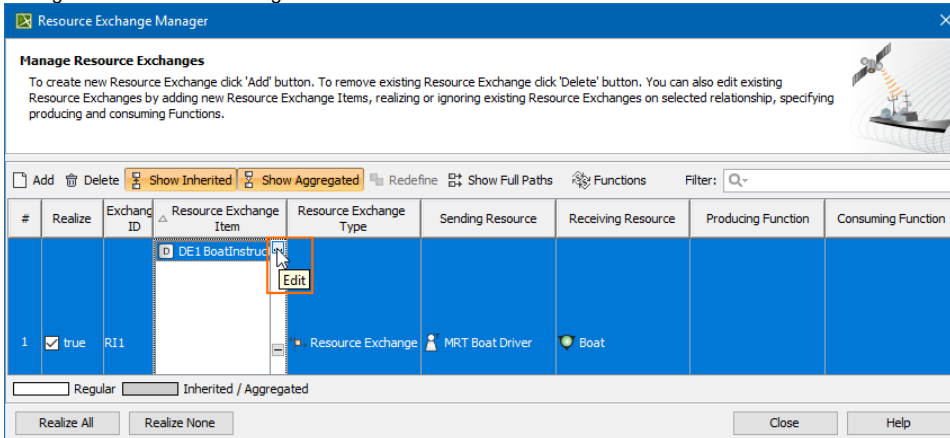 Resource Exchange Manager
Manage Resource Exchanges
To create new Resource Exchange click 'Add' button. To remove existing Resource Exchange click 'Delete' button. You can also edit existing
Resource Exchanges by adding new Resource Exchange Items, realizing or ignoring existing Resource Exchanges on selected relationship, specifying
producing and consuming Functions.
Add Delete Show Inherited Show Aggregated Redefine Show Full Paths Functions Filter:
# Realize Exchang ID Resource Exchange Item Resource Exchange Type Sending Resource Receiving Resource Producing Function Consuming Function
D DE1 BoatInstruc
Edit
1 true RI1 Resource Exchange MRT Boat Driver Boat
Regular Inherited / Aggregated
Realize All Realize None Close Help